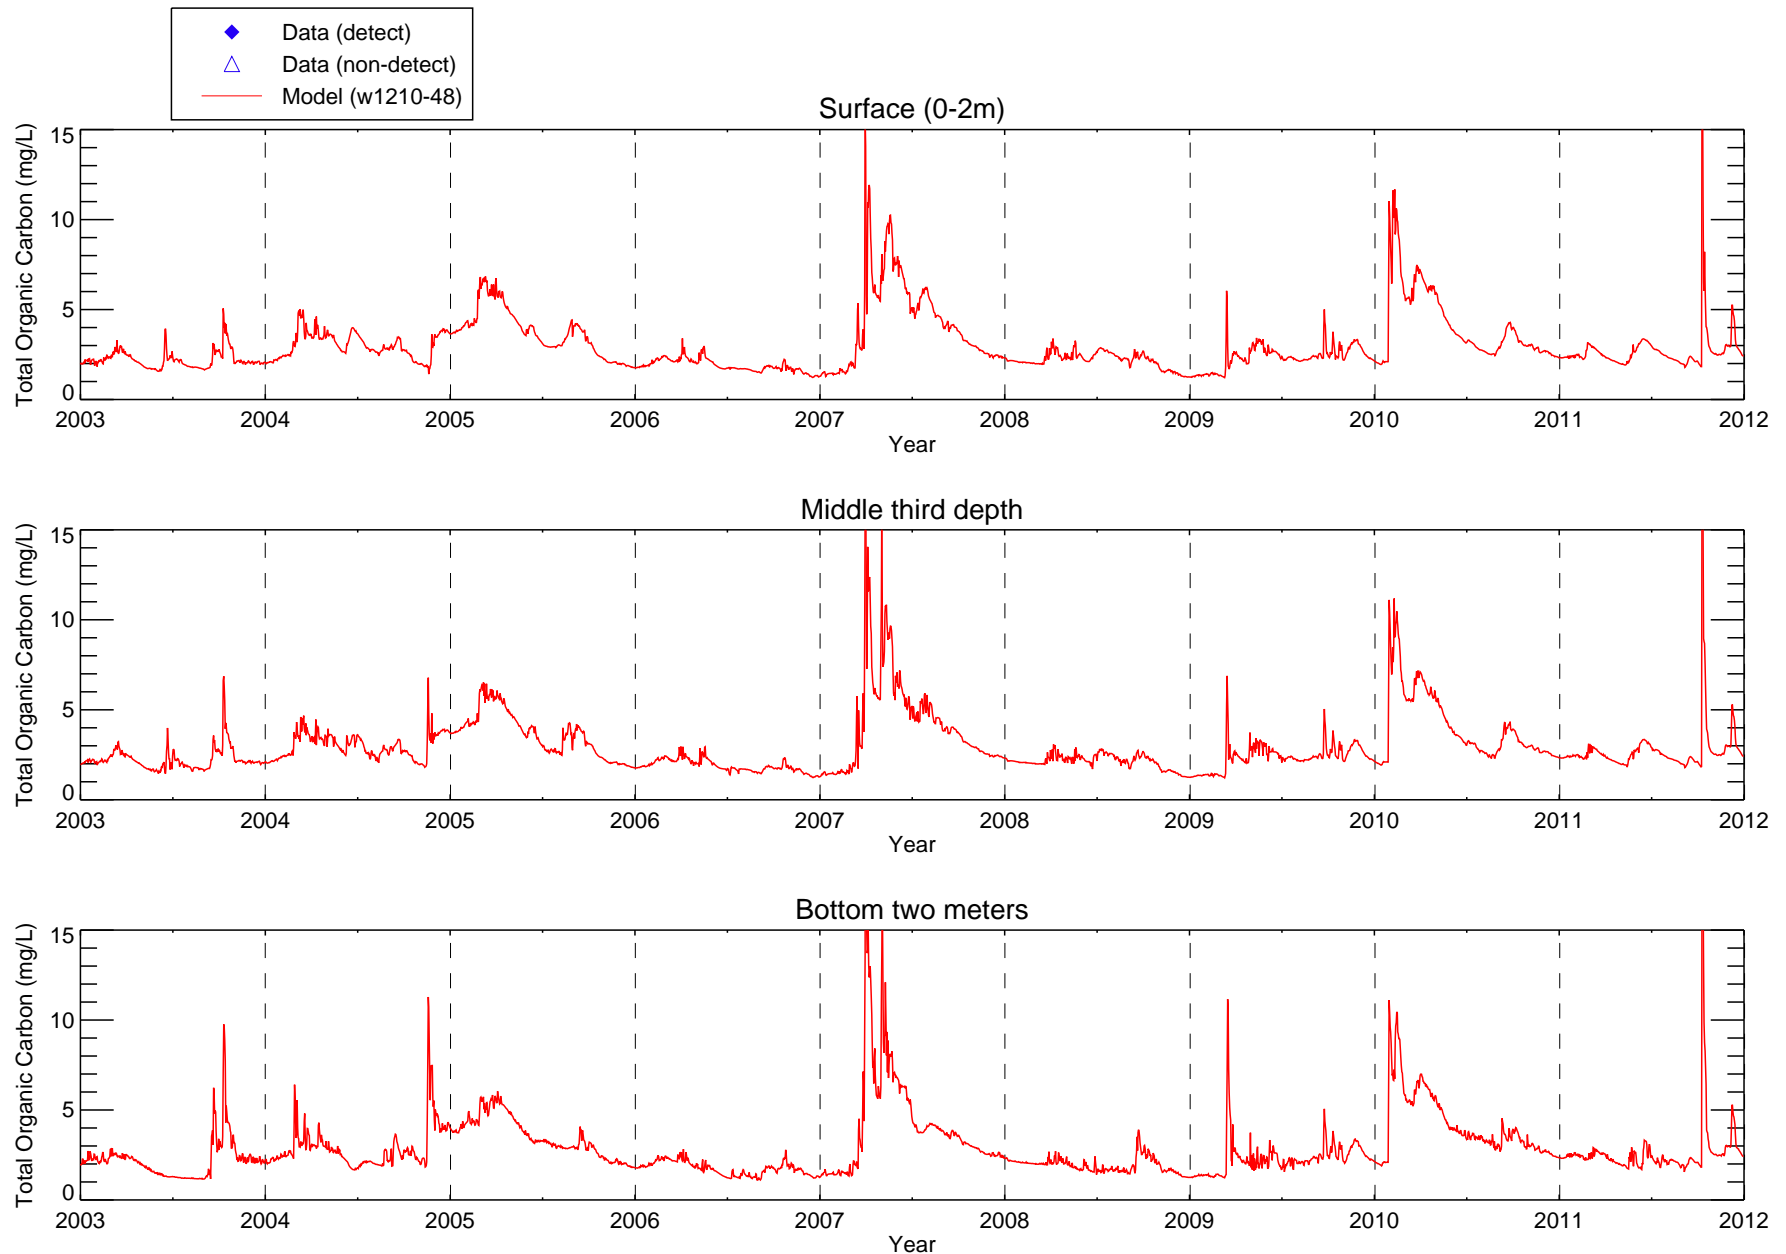 Data (detect)
Data (non-detect)
Model (w1210-48)
Surface (0-2m)
Total Organic Carbon (mg/L)
15
10
5
0
2003 2004 2005 2006 2007 2008 2009 2010 2011 2012
Year
Middle third depth
Total Organic Carbon (mg/L)
15
10
5
0
2003 2004 2005 2006 2007 2008 2009 2010 2011 2012
Year
Bottom two meters
Total Organic Carbon (mg/L)
15
10
5
0
2003 2004 2005 2006 2007 2008 2009 2010 2011 2012
Year